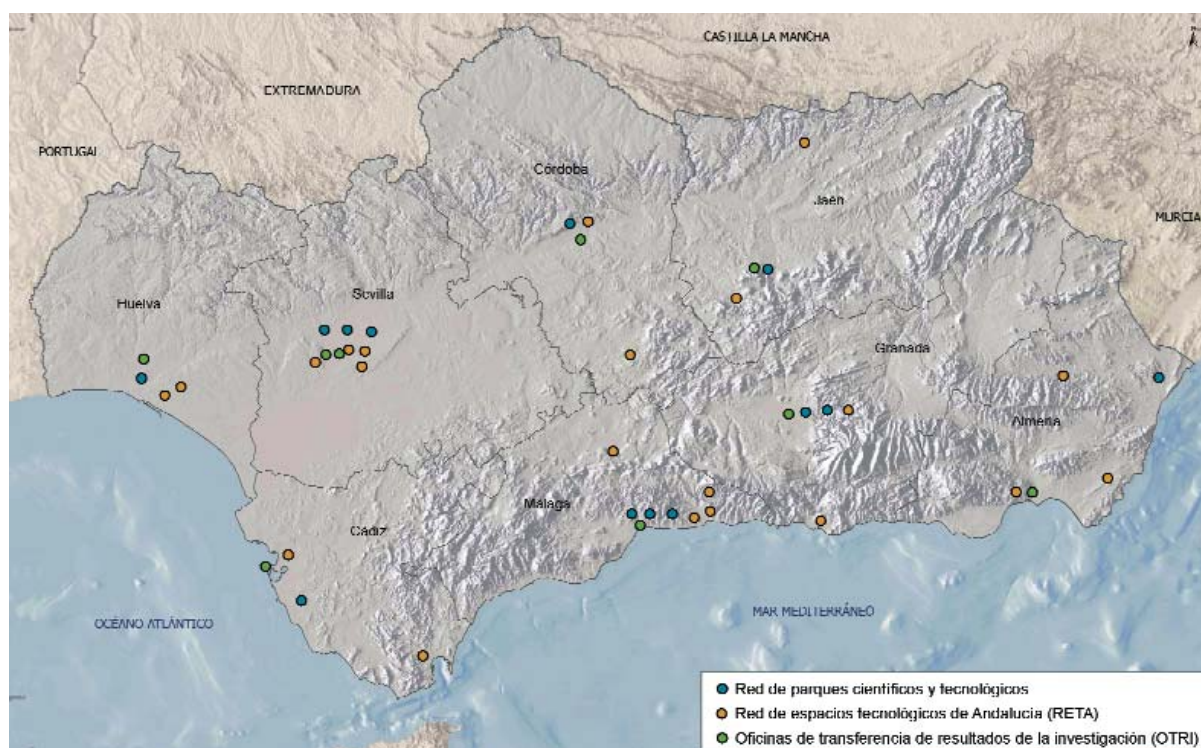 CASTILLA LA MANCHA
EXTREMADURA
PORTUGAL
Córdoba
Jaén
MURCIA
Huelva
Sevilla
Granada
Almería
Málaga
Cádiz
OCÉANO ATLÁNTICO
MAR MEDITERRÁNEO
Red de parques científicos y tecnológicos
Red de espacios tecnológicos de Andalucía (RETA)
Oficinas de transferencia de resultados de la investigación (OTRI)